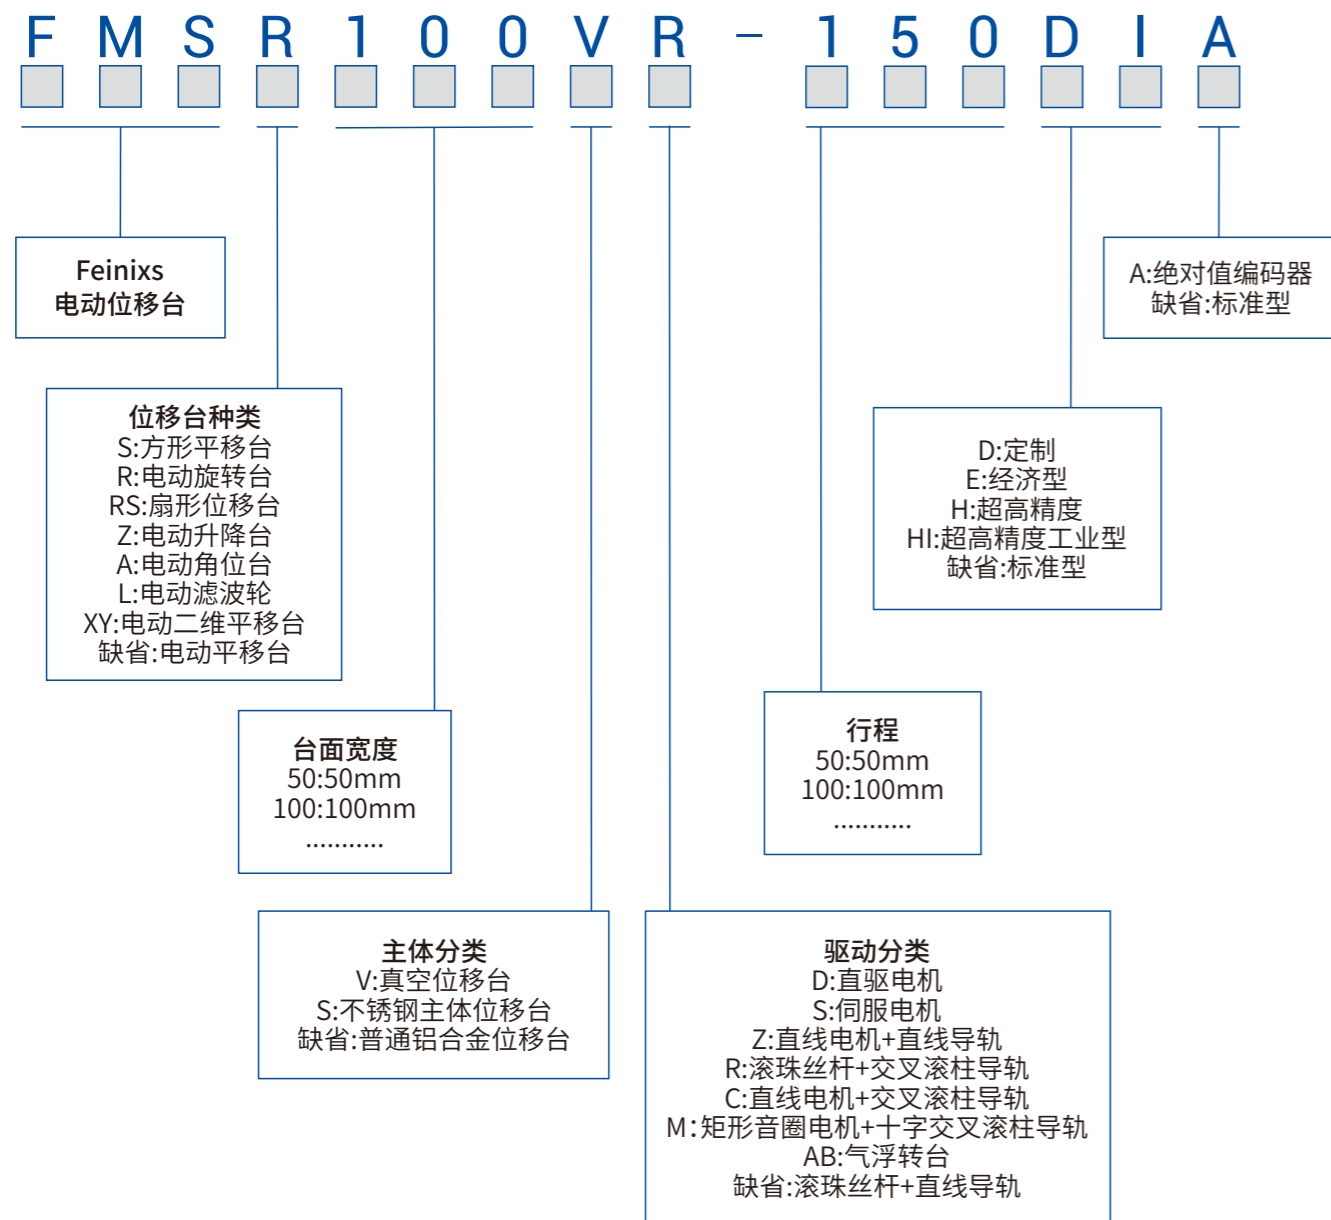 FMSR100VR-150DIA
Feinixs
电动位移台
A:绝对值编码器
缺省:标准型
位移台种类
S:方形平移台
R:电动旋转台
RS:扇形位移台
Z:电动升降台
A:电动角位台
L:电动滤波轮
XY:电动二维平移台
缺省:电动平移台
D:定制
E:经济型
H:超高精度
HI:超高精度工业型
缺省:标准型
台面宽度
50:50mm
100:100mm
...........
行程
50:50mm
100:100mm
...........
主体分类
V:真空位移台
S:不锈钢主体位移台
缺省:普通铝合金位移台
驱动分类
D:直驱电机
S:伺服电机
Z:直线电机+直线导轨
R:滚珠丝杆+交叉滚柱导轨
C:直线电机+交叉滚柱导轨
M:矩形音圈电机+十字交叉滚柱导轨
AB:气浮转台
缺省:滚珠丝杆+直线导轨